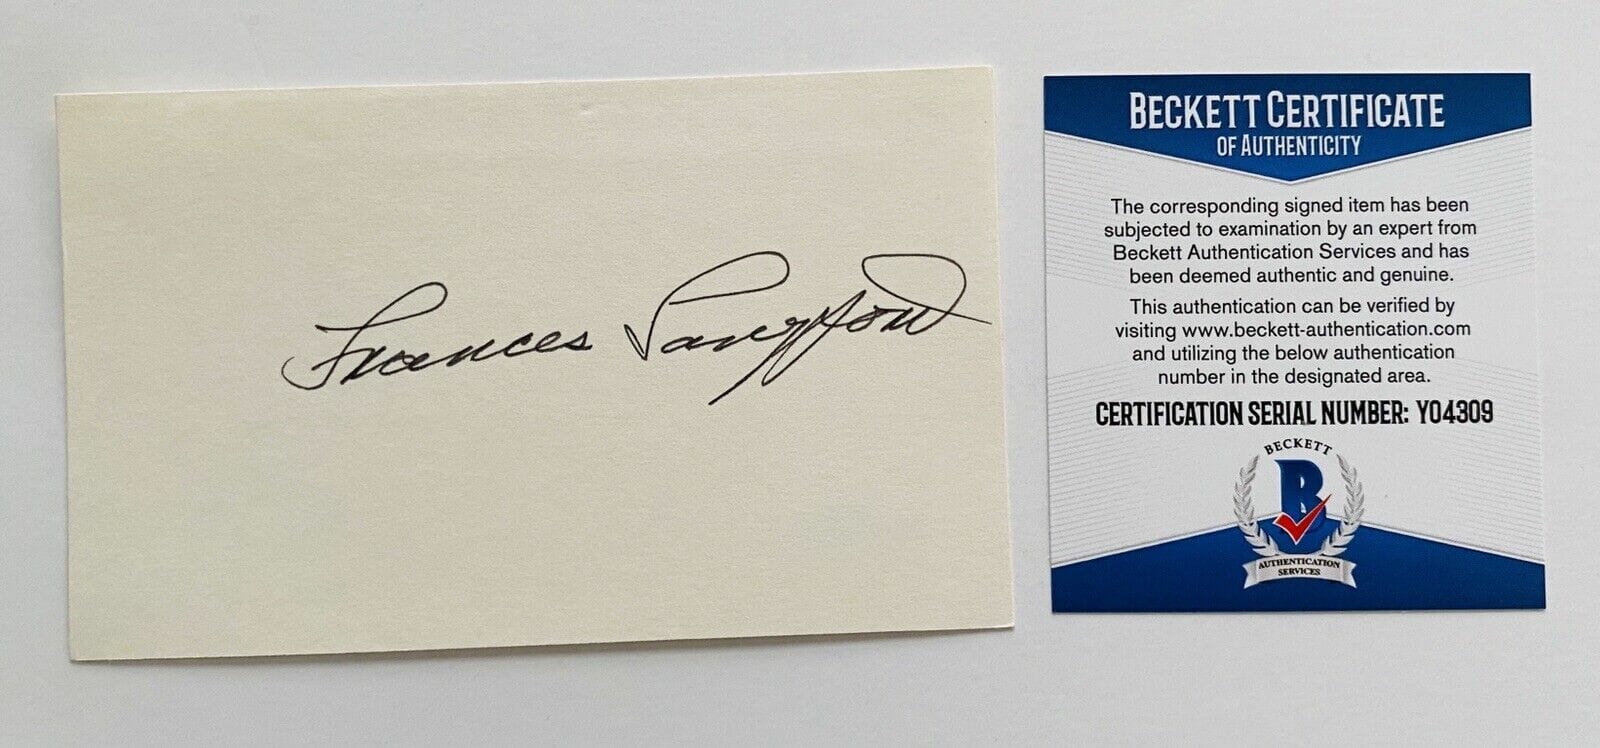 Frances Langford
BECKETT CERTIFICATE
OF AUTHENTICITY
The corresponding signed item has been
subjected to examination by an expert from
Beckett Authentication Services and has
been deemed authentic and genuine.
This authentication can be verified by
visiting www.beckett-authentication.com
and utilizing the below authentication
number in the designated area.
CERTIFICATION SERIAL NUMBER: Y04309
BECKETT
B
AUTHENTICATION
SERVICES